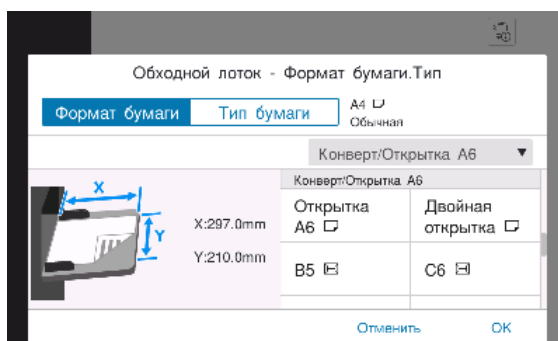 Обходной лоток - Формат бумаги.Тип
Формат бумаги
Тип бумаги
A4
Обычная
Конверт/Открытка A6
Конверт/Открытка A6
X
Y
X:297.0mm
Y:210.0mm
Открытка
A6
Двойная
открытка
B5
C6
Отменить
OK